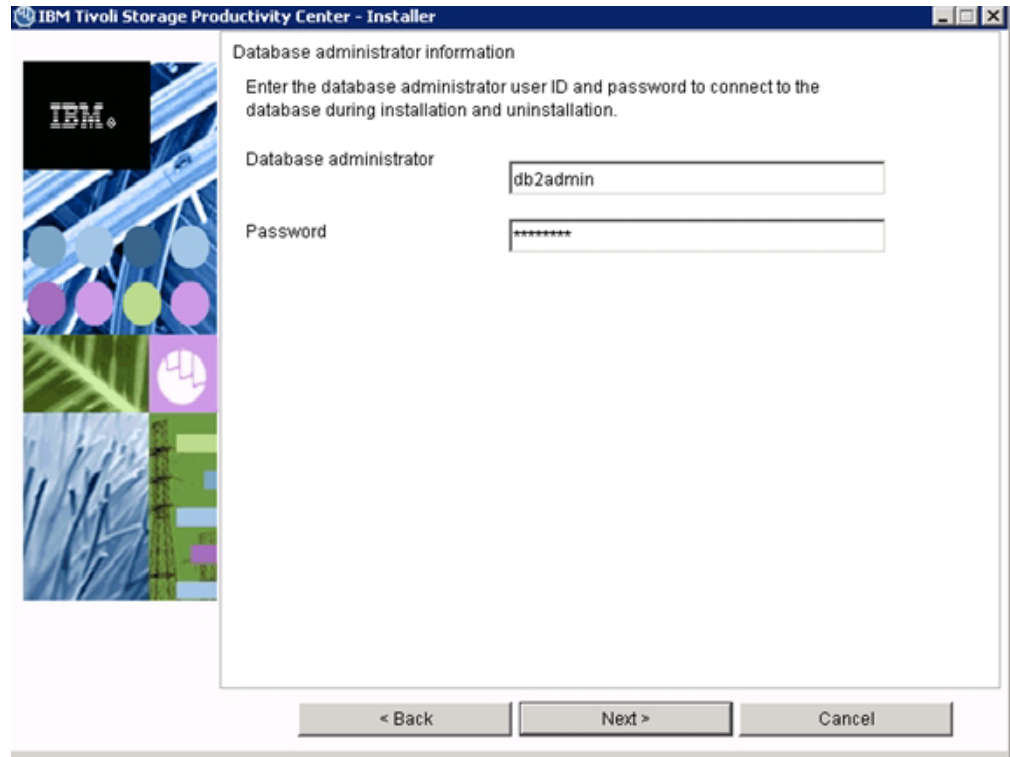 IBM Tivoli Storage Productivity Center - Installer
IBM.
Database administrator information
Enter the database administrator user ID and password to connect to the
database during installation and uninstallation.
Database administrator
db2admin
Password
********
< Back
Next >
Cancel